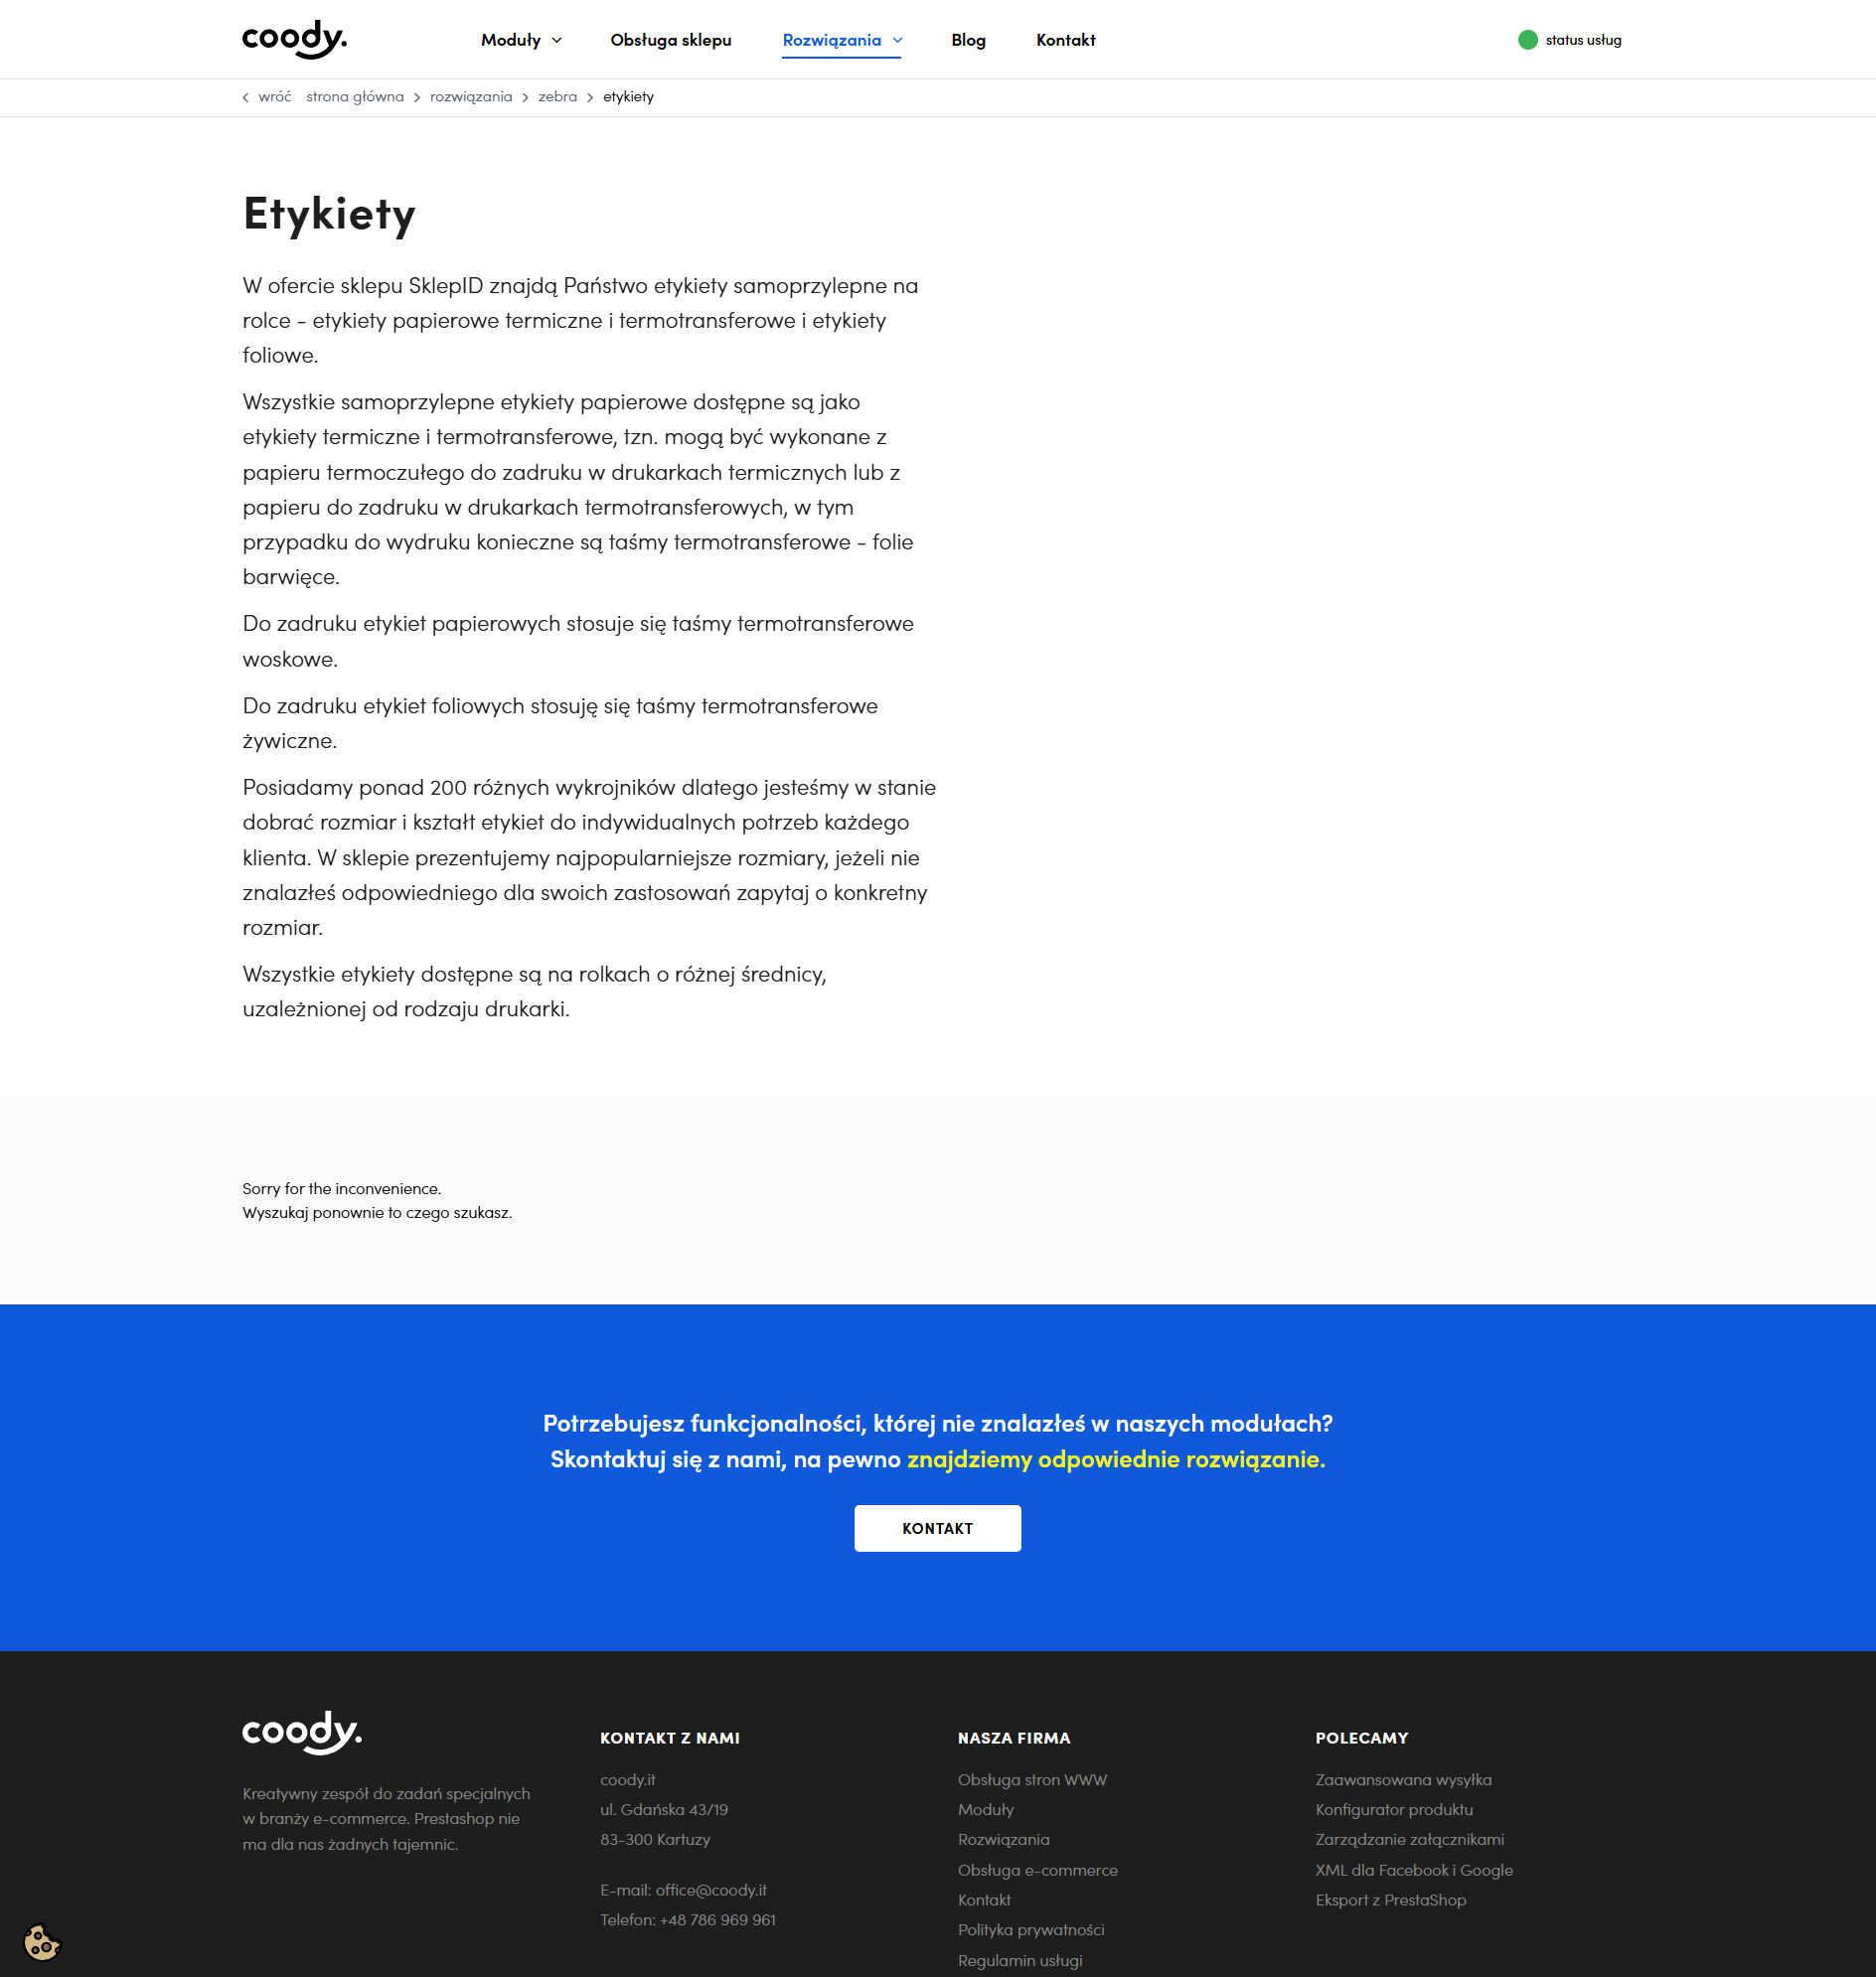 coody.
Moduły
Obsługa sklepu
Rozwiązania
Blog
Kontakt
status usług
wróć strona główna rozwiązania zebra etykiety
Etykiety
W ofercie sklepu SklepID znajdą Państwo etykiety samoprzylepne na
rolce - etykiety papierowe termiczne i termotransferowe i etykiety
foliowe.
Wszystkie samoprzylepne etykiety papierowe dostępne są jako
etykiety termiczne i termotransferowe, tzn. mogą być wykonane z
papieru termoczułego do zadruku w drukarkach termicznych lub z
papieru do zadruku w drukarkach termotransferowych, w tym
przypadku do wydruku konieczne są taśmy termotransferowe - folie
barwięce.
Do zadruku etykiet papierowych stosuje się taśmy termotransferowe
woskowe.
Do zadruku etykiet foliowych stosuję się taśmy termotransferowe
żywiczne.
Posiadamy ponad 200 różnych wykrojników dlatego jesteśmy w stanie
dobrać rozmiar i kształt etykiet do indywidualnych potrzeb każdego
klienta. W sklepie prezentujemy najpopularniejsze rozmiary, jeżeli nie
znalazłeś odpowiedniego dla swoich zastosowań zapytaj o konkretny
rozmiar.
Wszystkie etykiety dostępne są na rolkach o różnej średnicy,
uzależnionej od rodzaju drukarki.
Sorry for the inconvenience.
Wyszukaj ponownie to czego szukasz.
Potrzebujesz funkcjonalności, której nie znalazłeś w naszych modułach?
Skontaktuj się z nami, na pewno znajdziemy odpowiednie rozwiązanie.
KONTAKT
coody.
Kreatywny zespół do zadań specjalnych
w branży e-commerce. Prestashop nie
ma dla nas żadnych tajemnic.
KONTAKT Z NAMI
coody.it
ul. Gdańska 43/19
83-300 Kartuzy
E-mail: office@coody.it
Telefon: +48 786 969 961
NASZA FIRMA
Obsługa stron WWW
Moduły
Rozwiązania
Obsługa e-commerce
Kontakt
Polityka prywatności
Regulamin usługi
POLECAMY
Zaawansowana wysyłka
Konfigurator produktu
Zarządzanie załącznikami
XML dla Facebook i Google
Eksport z PrestaShop